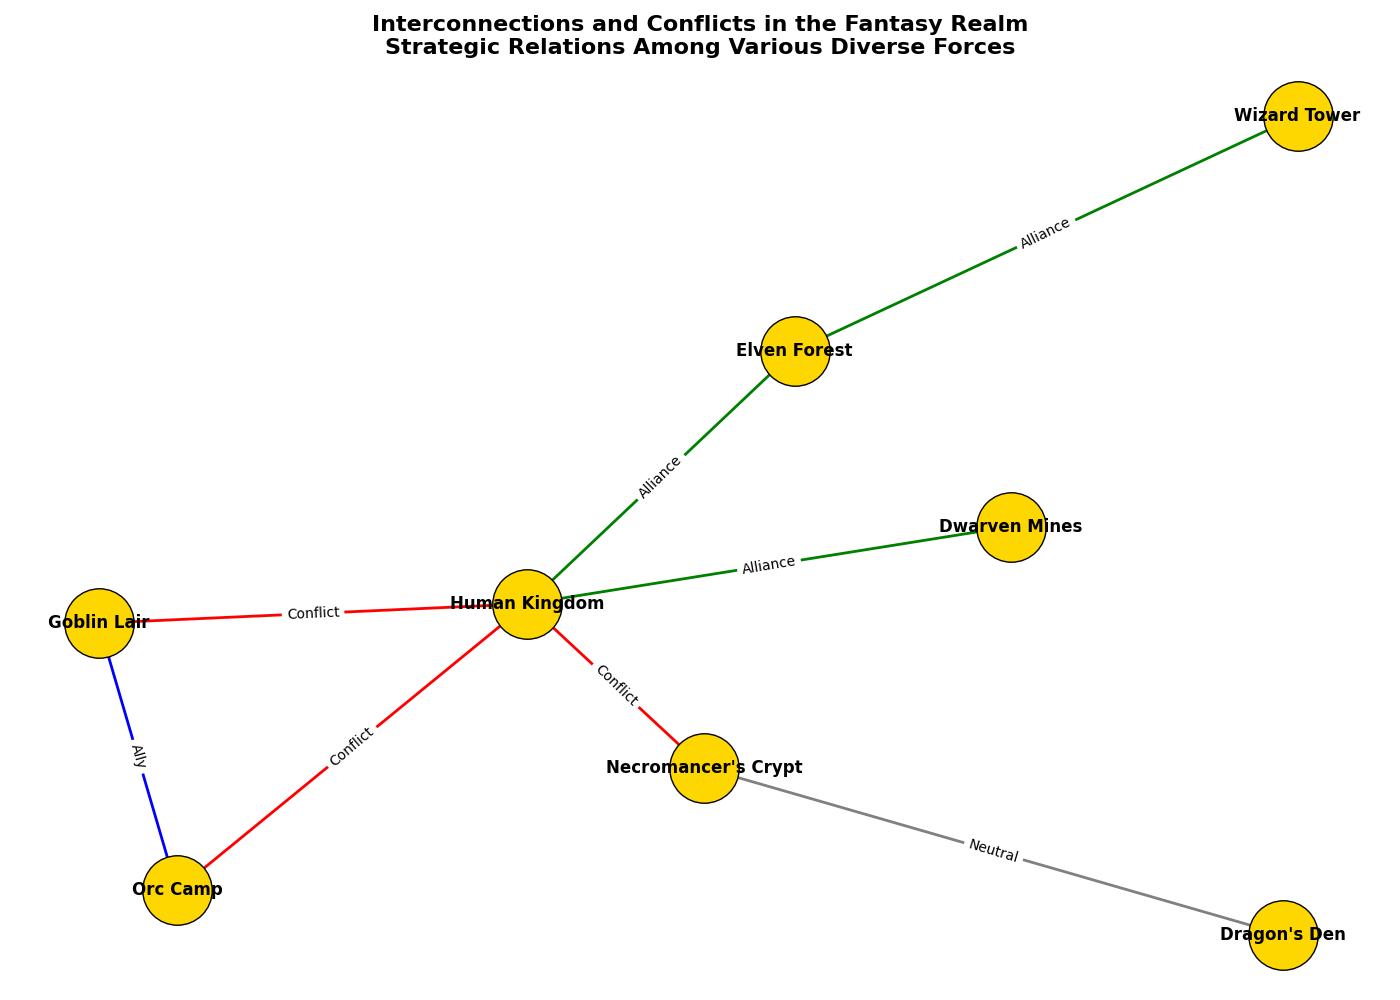 Interconnections and Conflicts in the Fantasy Realm
Strategic Relations Among Various Diverse Forces
Wizard Tower
Alliance
Elven Forest
Alliance
Dwarven Mines
Alliance
Human Kingdom
Conflict
Goblin Lair
Conflict
Conflict
Ally
Necromancer's Crypt
Neutral
Orc Camp
Dragon's Den